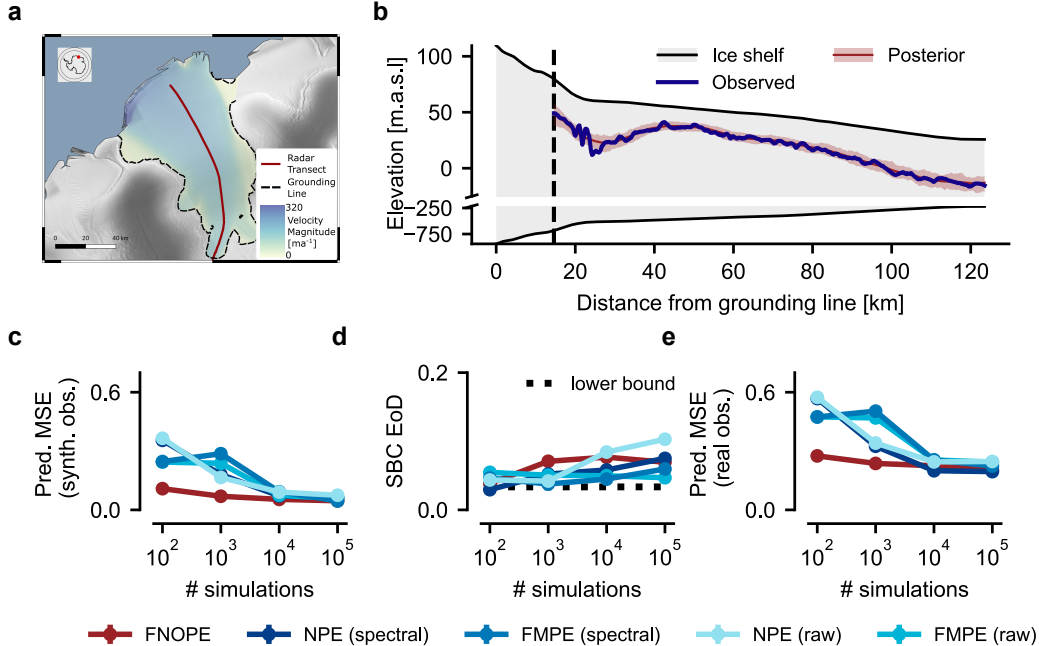 a
Radar
Transect
Grounding
Line
320
Velocity
Magnitude
[ma⁻¹]
0
0 20 40 km
b
Ice shelf
Observed
Posterior
Elevation [m.a.s.l]
100
50
0
−250
−750
0 20 40 60 80 100 120
Distance from grounding line [km]
c
Pred. MSE
(synth. obs.)
0.6
0.0
10² 10³ 10⁴ 10⁵
# simulations
d
SBC EoD
0.2
0.0
lower bound
10² 10³ 10⁴ 10⁵
# simulations
e
Pred. MSE
(real obs.)
0.6
0.0
10² 10³ 10⁴ 10⁵
# simulations
FNOPE NPE (spectral) FMPE (spectral) NPE (raw) FMPE (raw)